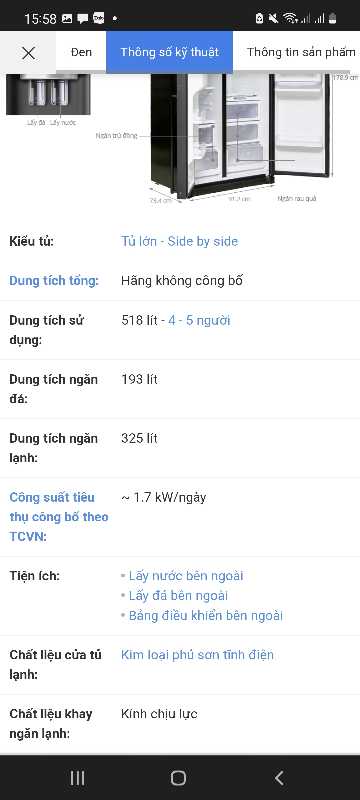 15:58
Đen
Thông số kỹ thuật
Thông tin sản phẩm
178.9 cm
Lấy đá Lấy nước
Ngăn trữ đông
91.2 cm
Ngăn rau quả
Kiểu tủ:
Tủ lớn - Side by side
Dung tích tổng:
Hãng không công bố
Dung tích sử
dụng:
518 lít - 4 - 5 người
Dung tích ngăn
đá:
193 lít
Dung tích ngăn
lạnh:
325 lít
Công suất tiêu
thụ công bố theo
TCVN:
~ 1.7 kW/ngày
Tiện ích:
• Lấy nước bên ngoài
• Lấy đá bên ngoài
• Bảng điều khiển bên ngoài
Chất liệu cửa tủ
lạnh:
Kim loại phủ sơn tĩnh điện
Chất liệu khay
ngăn lạnh:
Kính chịu lực